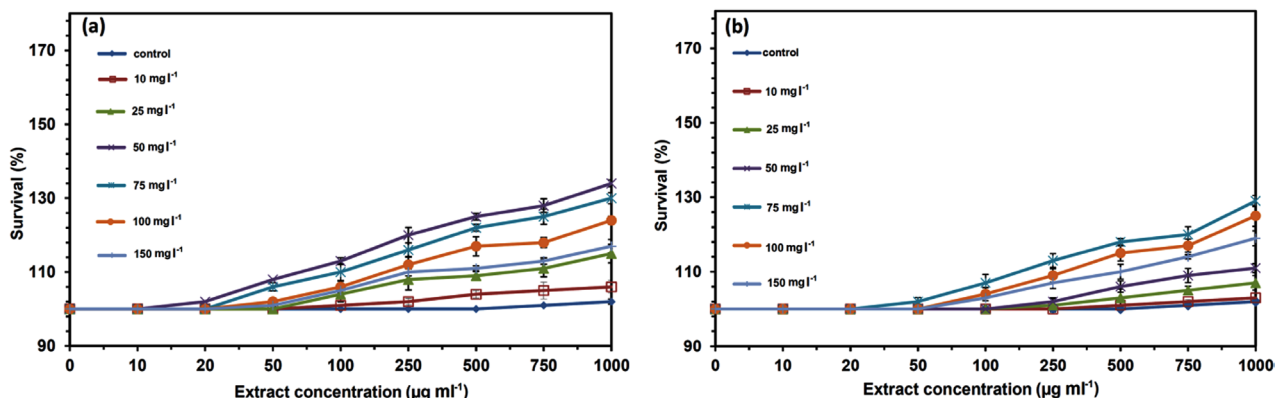 (a)
170
150
130
110
90
Survival (%)
control
10 mg l⁻¹
25 mg l⁻¹
50 mg l⁻¹
75 mg l⁻¹
100 mg l⁻¹
150 mg l⁻¹
0 10 20 50 100 250 500 750 1000
Extract concentration (µg ml⁻¹)
(b)
170
150
130
110
90
Survival (%)
control
10 mg l⁻¹
25 mg l⁻¹
50 mg l⁻¹
75 mg l⁻¹
100 mg l⁻¹
150 mg l⁻¹
0 10 20 50 100 250 500 750 1000
Extract concentration (µg ml⁻¹)